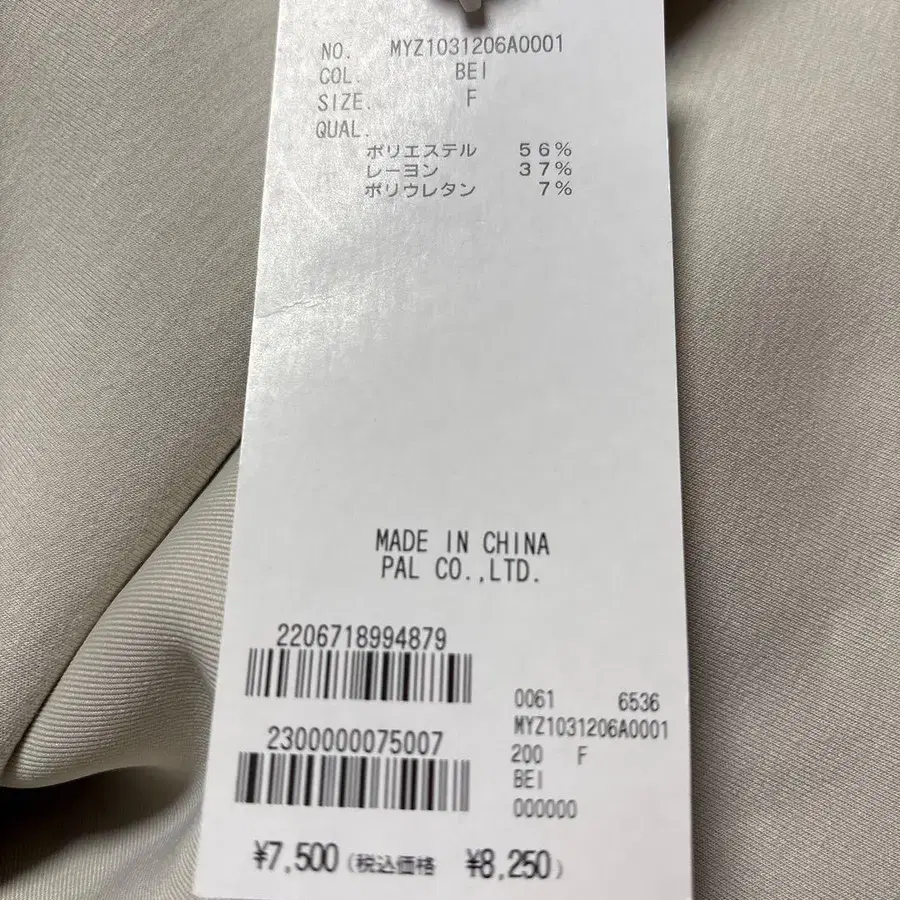 NO. MYZ1031206A0001
COL. BEI
SIZE. F
QUAL.
ポリエステル 56%
レーヨン 37%
ポリウレタン 7%
MADE IN CHINA
PAL CO.,LTD.
2206718994879
2300000075007
0061 6536
MYZ1031206A0001
200 F
BEI
000000
¥7,500 (税込価格 ¥8,250)